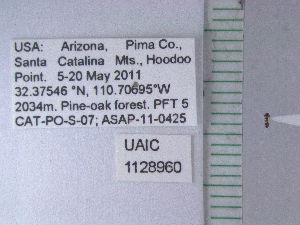 USA: Arizona, Pima Co.,
Santa Catalina Mts., Hoodoo
Point. 5-20 May 2011
32.37546 °N, 110.70695°W
2034m. Pine-oak forest. PFT 5
CAT-PO-S-07; ASAP-11-0425
UAIC
1128960